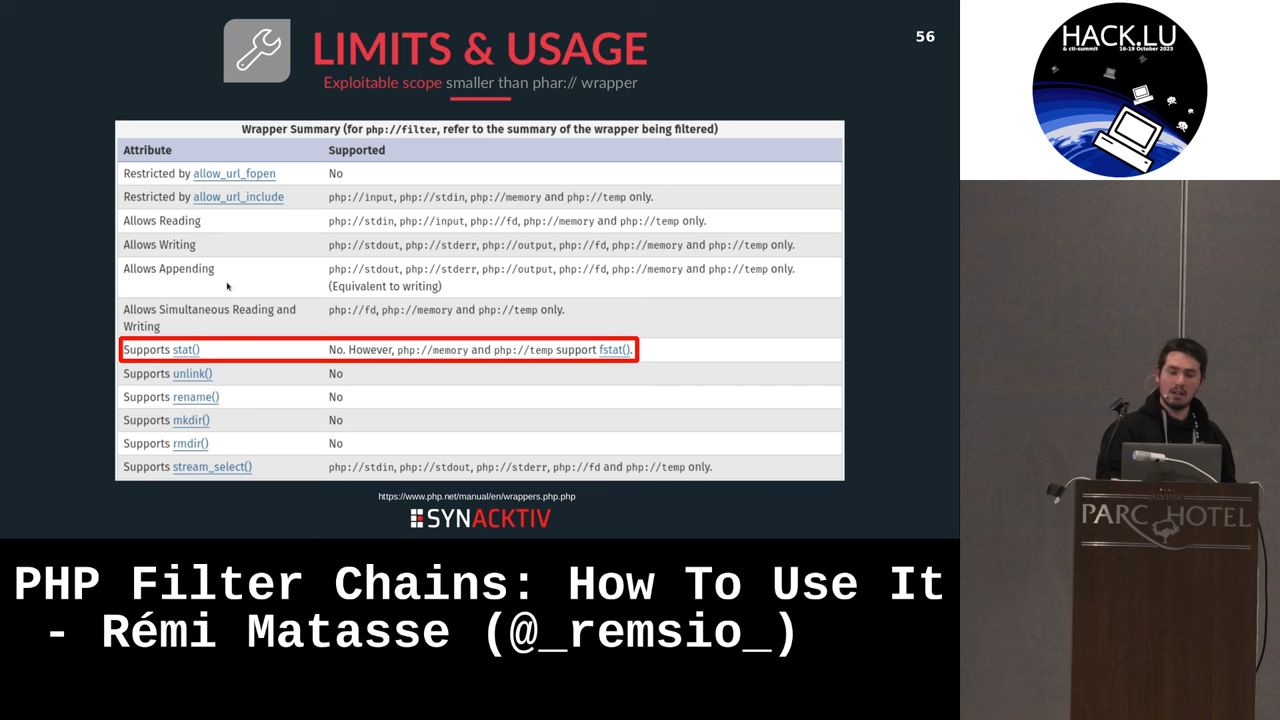 LIMITS & USAGE
56
Exploitable scope smaller than phar:// wrapper
Wrapper Summary (for php://filter, refer to the summary of the wrapper being filtered)
Attribute Supported
Restricted by allow_url_fopen No
Restricted by allow_url_include php://input, php://stdin, php://memory and php://temp only.
Allows Reading php://stdin, php://input, php://fd, php://memory and php://temp only.
Allows Writing php://stdout, php://stderr, php://output, php://fd, php://memory and php://temp only.
Allows Appending php://stdout, php://stderr, php://output, php://fd, php://memory and php://temp only.
(Equivalent to writing)
Allows Simultaneous Reading and php://fd, php://memory and php://temp only.
Writing
Supports stat() No. However, php://memory and php://temp support fstat().
Supports unlink() No
Supports rename() No
Supports mkdir() No
Supports rmdir() No
Supports stream_select() php://stdin, php://stdout, php://stderr, php://fd and php://temp only.
https://www.php.net/manual/en/wrappers.php.php
SYNACKTIV
HACK.LU
& cti-summit 16-19 October 2023
ALVISSE
PARC HOTEL
PHP Filter Chains: How To Use It
- Rémi Matasse (@_remsio_)